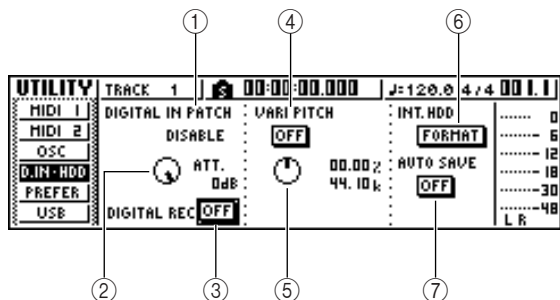 ① ④ ⑥
UTILITY TRACK 1 S 00:00:00.000 ♩=120.0 4/4 001.1
MIDI 1 DIGITAL IN PATCH VARI PITCH INT. HDD 0
MIDI 2 DISABLE OFF FORMAT 6
OSC ATT. AUTO SAVE 12
D.IN·HDD 0dB 00.00% OFF 18
PREFER 44.10k 30
USB DIGITAL REC OFF 48
L R
② ③ ⑤ ⑦